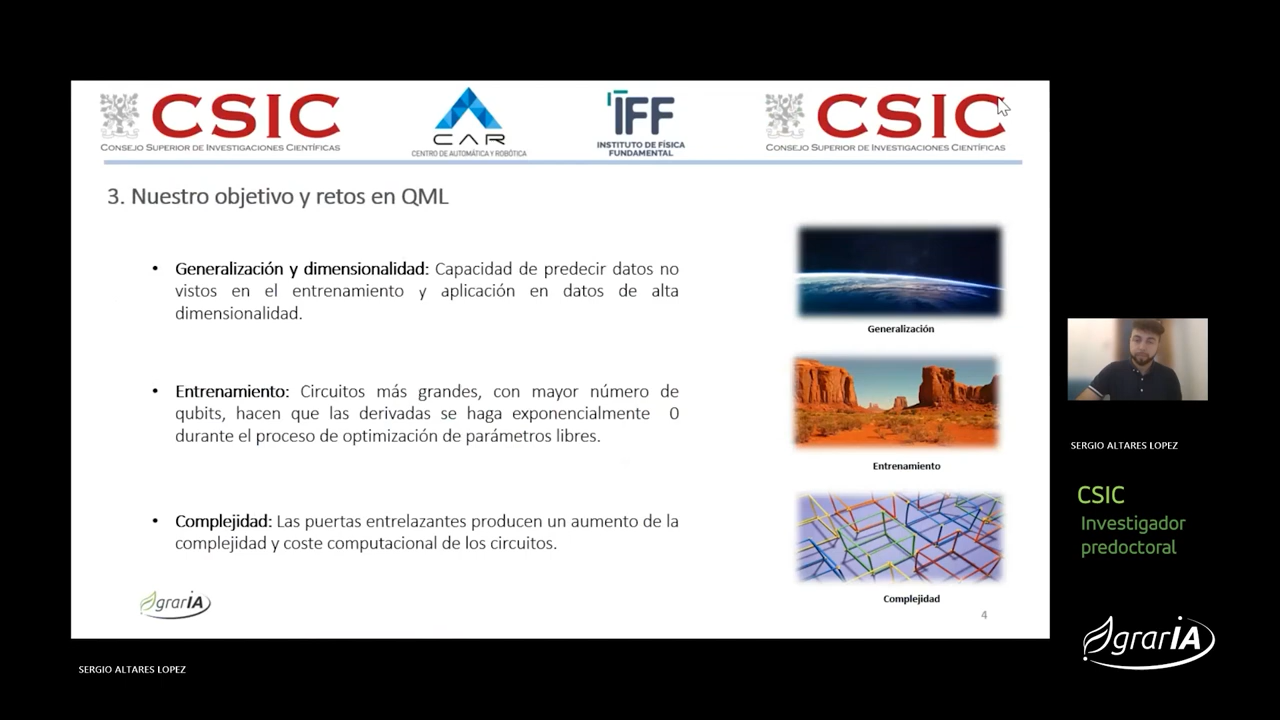 CSIC
CONSEJO SUPERIOR DE INVESTIGACIONES CIENTÍFICAS
CAR
CENTRO DE AUTOMÁTICA Y ROBÓTICA
IFF
INSTITUTO DE FÍSICA
FUNDAMENTAL
CSIC
CONSEJO SUPERIOR DE INVESTIGACIONES CIENTÍFICAS
3. Nuestro objetivo y retos en QML
• Generalización y dimensionalidad: Capacidad de predecir datos no
vistos en el entrenamiento y aplicación en datos de alta
dimensionalidad.
Generalización
• Entrenamiento: Circuitos más grandes, con mayor número de
qubits, hacen que las derivadas se haga exponencialmente 0
durante el proceso de optimización de parámetros libres.
Entrenamiento
• Complejidad: Las puertas entrelazantes producen un aumento de la
complejidad y coste computacional de los circuitos.
Complejidad
AgrarIA
4
SERGIO ALTARES LOPEZ
SERGIO ALTARES LOPEZ
CSIC
Investigador
predoctoral
AgrarIA